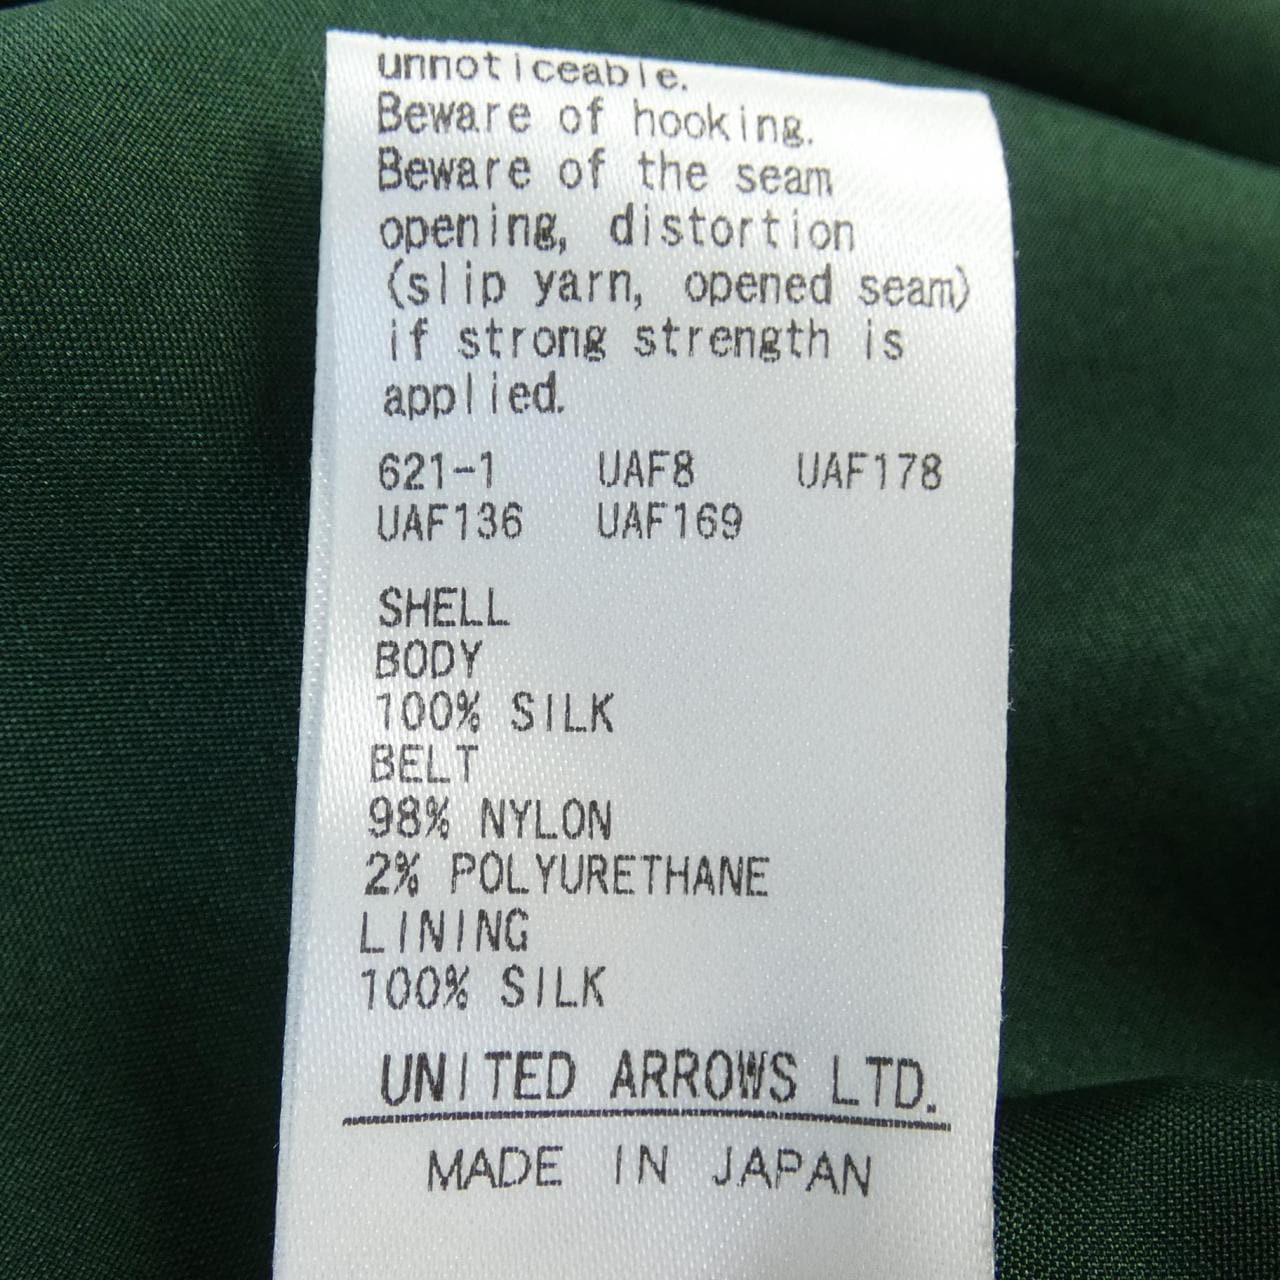 unnoticeable.
Beware of hooking.
Beware of the seam
opening, distortion
(slip yarn, opened seam)
if strong strength is
applied.
621-1 UAF8 UAF178
UAF136 UAF169
SHELL
BODY
100% SILK
BELT
98% NYLON
2% POLYURETHANE
LINING
100% SILK
UNITED ARROWS LTD.
MADE IN JAPAN